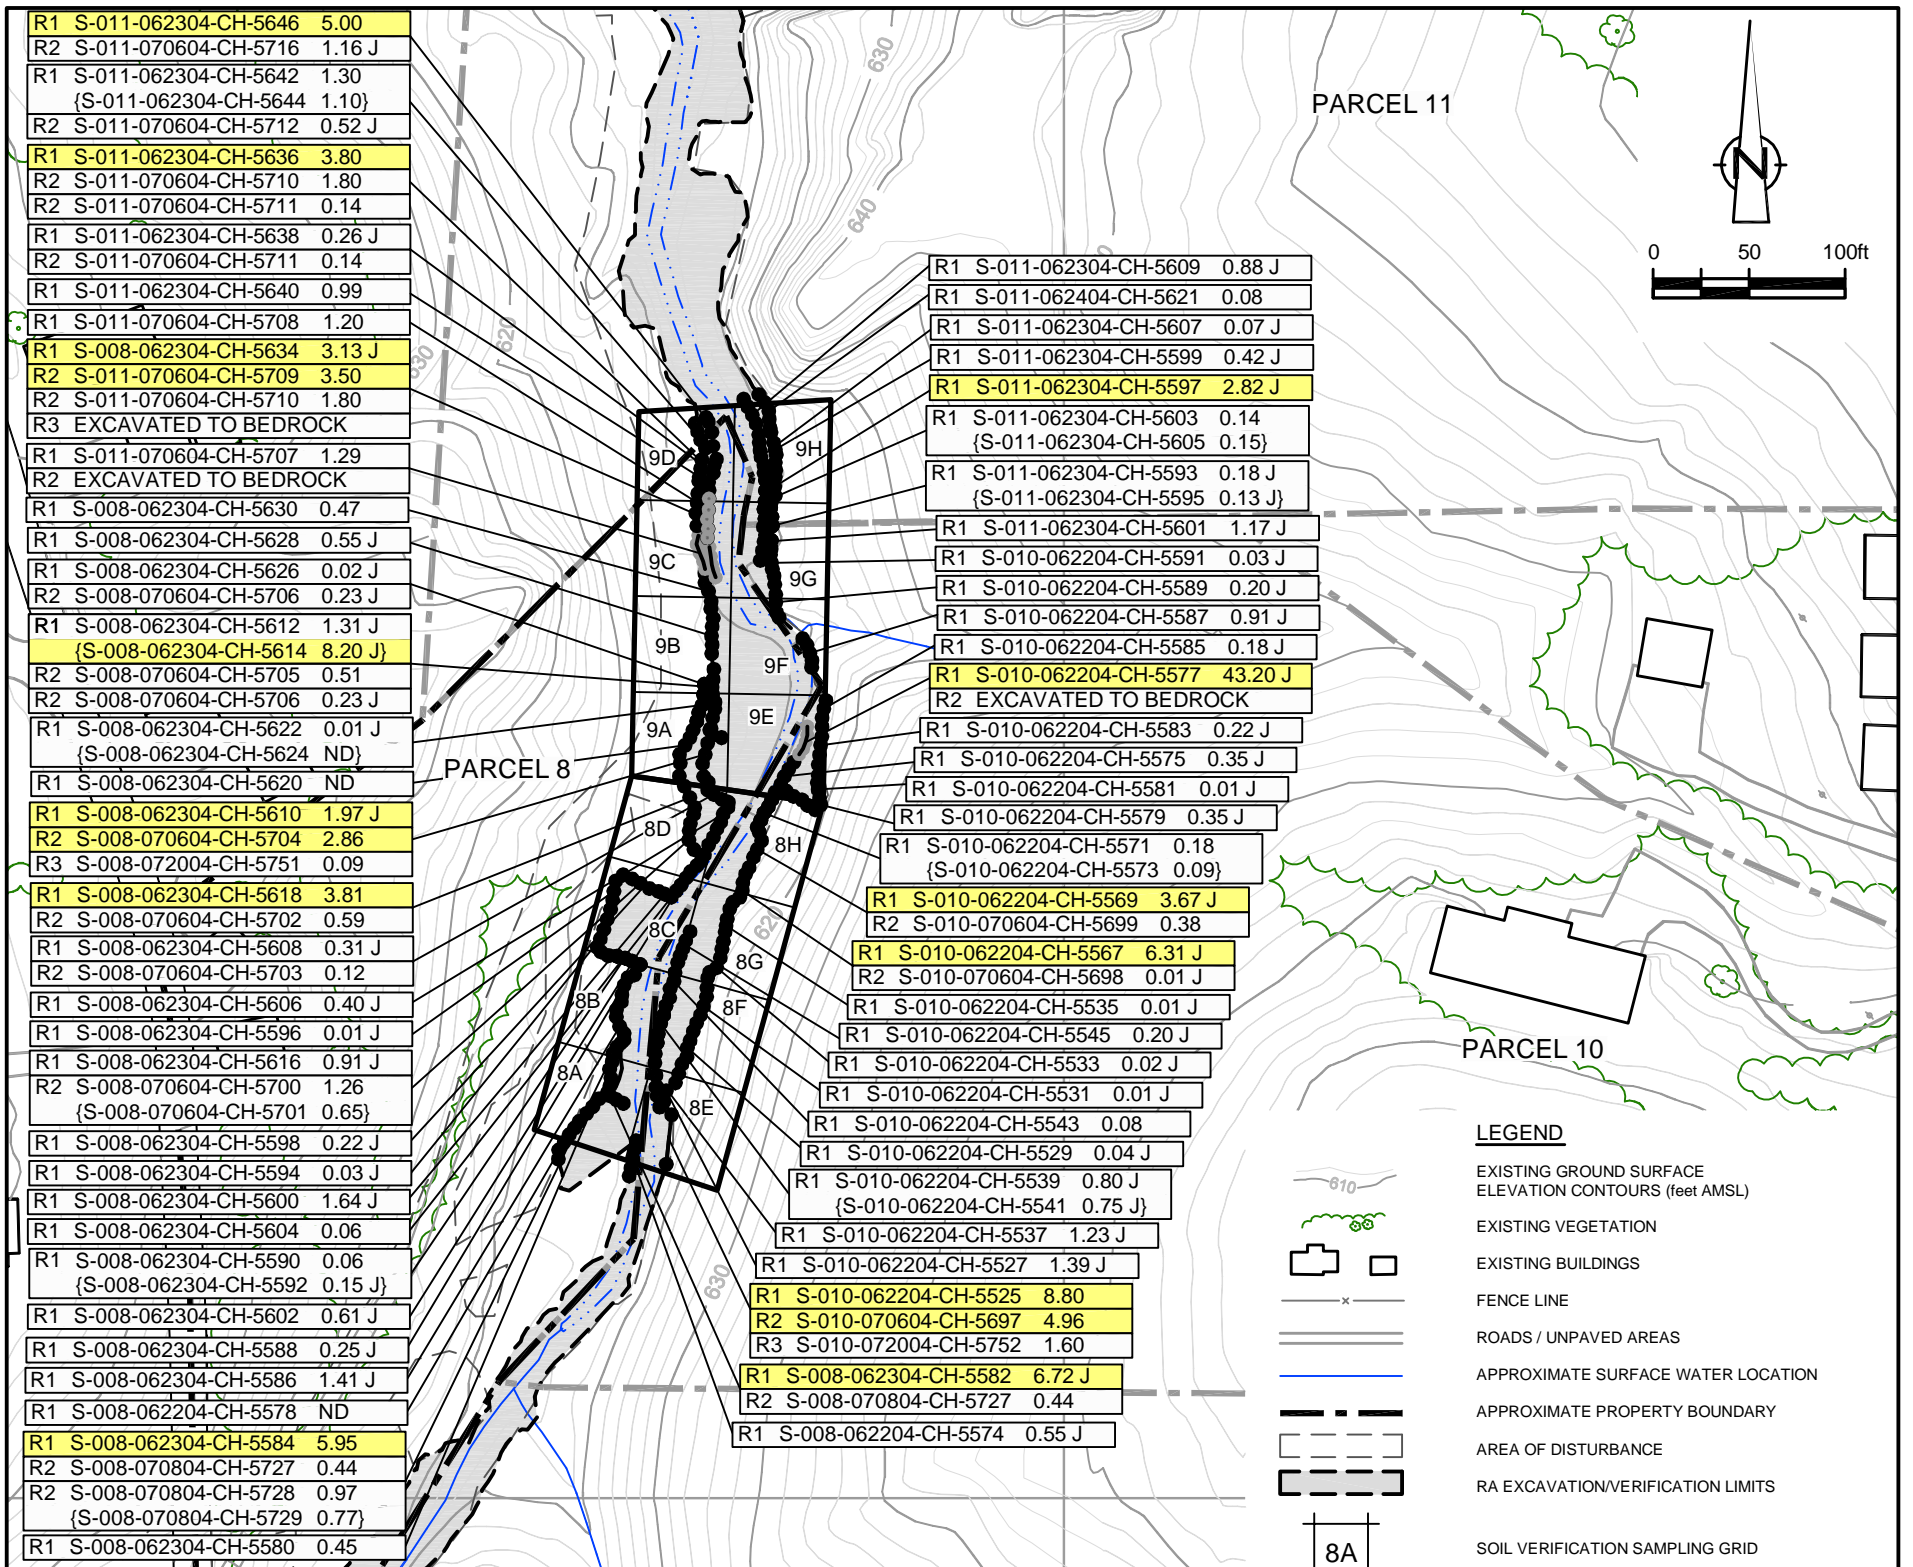 R1 S-011-062304-CH-5646 5.00
R2 S-011-070604-CH-5716 1.16 J
R1 S-011-062304-CH-5642 1.30
{S-011-062304-CH-5644 1.10}
R2 S-011-070604-CH-5712 0.52 J
R1 S-011-062304-CH-5636 3.80
R2 S-011-070604-CH-5710 1.80
R2 S-011-070604-CH-5711 0.14
R1 S-011-062304-CH-5638 0.26 J
R2 S-011-070604-CH-5711 0.14
R1 S-011-062304-CH-5640 0.99
R1 S-011-070604-CH-5708 1.20
R1 S-008-062304-CH-5634 3.13 J
R2 S-011-070604-CH-5709 3.50
R2 S-011-070604-CH-5710 1.80
R3 EXCAVATED TO BEDROCK
R1 S-011-070604-CH-5707 1.29
R2 EXCAVATED TO BEDROCK
R1 S-008-062304-CH-5630 0.47
R1 S-008-062304-CH-5628 0.55 J
R1 S-008-062304-CH-5626 0.02 J
R2 S-008-070604-CH-5706 0.23 J
R1 S-008-062304-CH-5612 1.31 J
{S-008-062304-CH-5614 8.20 J}
R2 S-008-070604-CH-5705 0.51
R2 S-008-070604-CH-5706 0.23 J
R1 S-008-062304-CH-5622 0.01 J
{S-008-062304-CH-5624 ND}
R1 S-008-062304-CH-5620 ND
R1 S-008-062304-CH-5610 1.97 J
R2 S-008-070604-CH-5704 2.86
R3 S-008-072004-CH-5751 0.09
R1 S-008-062304-CH-5618 3.81
R2 S-008-070604-CH-5702 0.59
R1 S-008-062304-CH-5608 0.31 J
R2 S-008-070604-CH-5703 0.12
R1 S-008-062304-CH-5606 0.40 J
R1 S-008-062304-CH-5596 0.01 J
R1 S-008-062304-CH-5616 0.91 J
R2 S-008-070604-CH-5700 1.26
{S-008-070604-CH-5701 0.65}
R1 S-008-062304-CH-5598 0.22 J
R1 S-008-062304-CH-5594 0.03 J
R1 S-008-062304-CH-5600 1.64 J
R1 S-008-062304-CH-5604 0.06
R1 S-008-062304-CH-5590 0.06
{S-008-062304-CH-5592 0.15 J}
R1 S-008-062304-CH-5602 0.61 J
R1 S-008-062304-CH-5588 0.25 J
R1 S-008-062304-CH-5586 1.41 J
R1 S-008-062204-CH-5578 ND
R1 S-008-062304-CH-5584 5.95
R2 S-008-070804-CH-5727 0.44
R2 S-008-070804-CH-5728 0.97
{S-008-070804-CH-5729 0.77}
R1 S-008-062304-CH-5580 0.45
630
620
640
630
PARCEL 8
9D
9H
9C
9G
9B
9F
9A
9E
8D
8H
8C
8G
8B
8F
8A
8E
620
630
R1 S-011-062304-CH-5609 0.88 J
R1 S-011-062404-CH-5621 0.08
R1 S-011-062304-CH-5607 0.07 J
R1 S-011-062304-CH-5599 0.42 J
R1 S-011-062304-CH-5597 2.82 J
R1 S-011-062304-CH-5603 0.14
{S-011-062304-CH-5605 0.15}
R1 S-011-062304-CH-5593 0.18 J
{S-011-062304-CH-5595 0.13 J}
R1 S-011-062304-CH-5601 1.17 J
R1 S-010-062204-CH-5591 0.03 J
R1 S-010-062204-CH-5589 0.20 J
R1 S-010-062204-CH-5587 0.91 J
R1 S-010-062204-CH-5585 0.18 J
R1 S-010-062204-CH-5577 43.20 J
R2 EXCAVATED TO BEDROCK
R1 S-010-062204-CH-5583 0.22 J
R1 S-010-062204-CH-5575 0.35 J
R1 S-010-062204-CH-5581 0.01 J
R1 S-010-062204-CH-5579 0.35 J
R1 S-010-062204-CH-5571 0.18
{S-010-062204-CH-5573 0.09}
R1 S-010-062204-CH-5569 3.67 J
R2 S-010-070604-CH-5699 0.38
R1 S-010-062204-CH-5567 6.31 J
R2 S-010-070604-CH-5698 0.01 J
R1 S-010-062204-CH-5535 0.01 J
R1 S-010-062204-CH-5545 0.20 J
R1 S-010-062204-CH-5533 0.02 J
R1 S-010-062204-CH-5531 0.01 J
R1 S-010-062204-CH-5543 0.08
R1 S-010-062204-CH-5529 0.04 J
R1 S-010-062204-CH-5539 0.80 J
{S-010-062204-CH-5541 0.75 J}
R1 S-010-062204-CH-5537 1.23 J
R1 S-010-062204-CH-5527 1.39 J
R1 S-010-062204-CH-5525 8.80
R2 S-010-070604-CH-5697 4.96
R3 S-010-072004-CH-5752 1.60
R1 S-008-062304-CH-5582 6.72 J
R2 S-008-070804-CH-5727 0.44
R1 S-008-062204-CH-5574 0.55 J
PARCEL 11
N
0 50 100ft
PARCEL 10
LEGEND
610
EXISTING GROUND SURFACE
ELEVATION CONTOURS (feet AMSL)
EXISTING VEGETATION
EXISTING BUILDINGS
x
FENCE LINE
ROADS / UNPAVED AREAS
APPROXIMATE SURFACE WATER LOCATION
APPROXIMATE PROPERTY BOUNDARY
AREA OF DISTURBANCE
RA EXCAVATION/VERIFICATION LIMITS
8A
SOIL VERIFICATION SAMPLING GRID